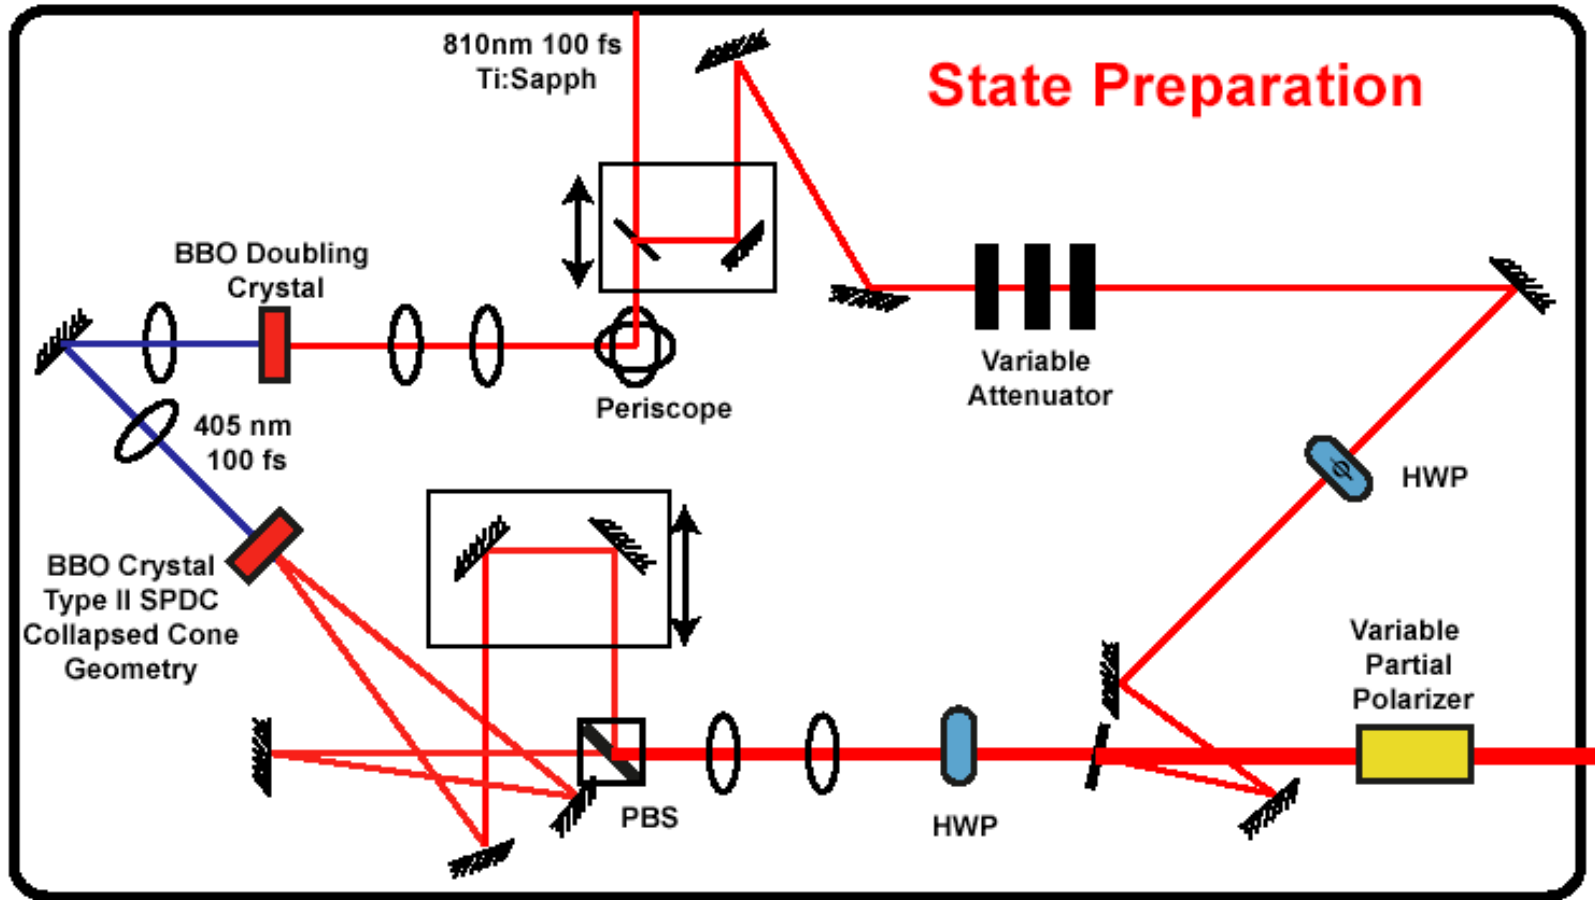 810nm 100 fs
Ti:Sapph
State Preparation
BBO Doubling
Crystal
Periscope
Variable
Attenuator
405 nm
100 fs
HWP
BBO Crystal
Type II SPDC
Collapsed Cone
Geometry
Variable
Partial
Polarizer
PBS
HWP
ϕ